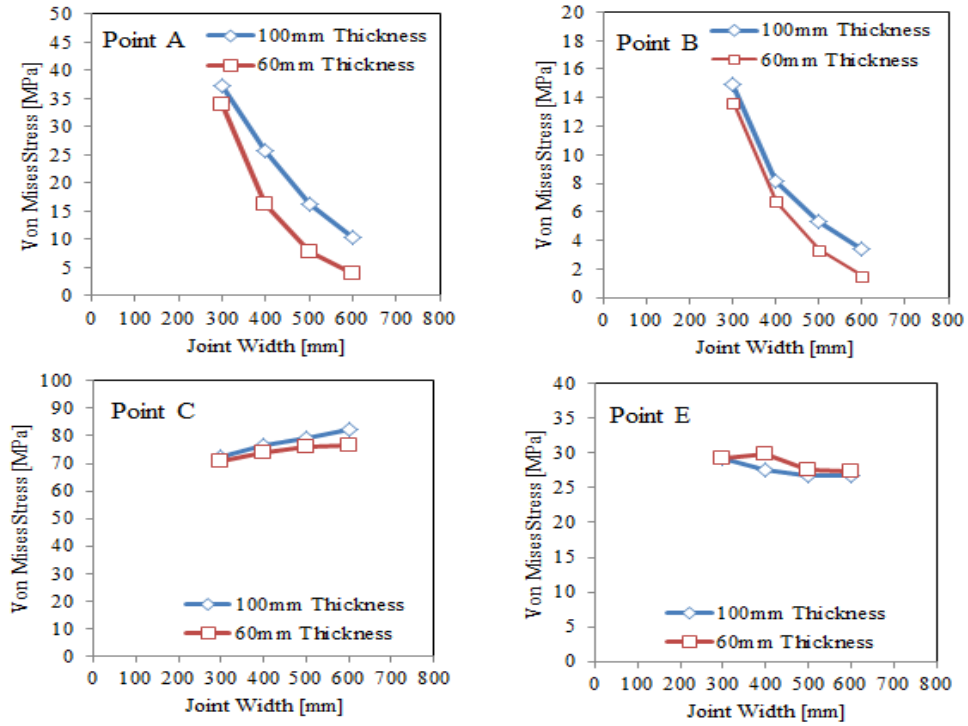 Point A
100mm Thickness
60mm Thickness
Von Mises Stress [MPa]
50
45
40
35
30
25
20
15
10
5
0
0 100 200 300 400 500 600 700 800
Joint Width [mm]
Point B
100mm Thickness
60mm Thickness
Von Mises Stress [MPa]
20
18
16
14
12
10
8
6
4
2
0
0 100 200 300 400 500 600 700 800
Joint Width [mm]
Point C
Von Mises Stress [MPa]
100
90
80
70
60
50
40
30
20
10
0
100mm Thickness
60mm Thickness
0 100 200 300 400 500 600 700 800
Joint Width [mm]
Point E
Von Mises Stress [MPa]
40
35
30
25
20
15
10
5
0
100mm Thickness
60mm Thickness
0 100 200 300 400 500 600 700 800
Joint Width [mm]